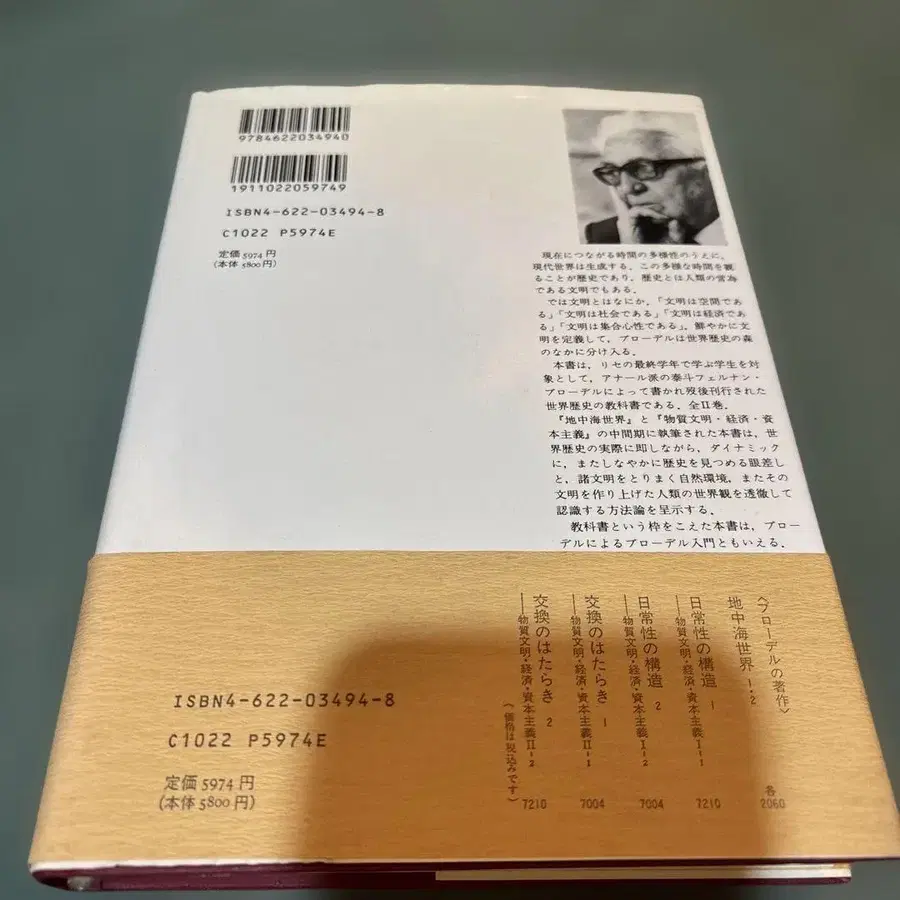 9784622034940
1911022059749
ISBN4-622-03494-8
C1022 P5974E
定価 5974 円
(本体 5800 円)
現在につながる時間の多様性のうえに,
現代世界は生成する. この多様な時間を観
ることが歴史であり, 歴史とは人類の営為
である文明でもある.
では文明とはなにか.「文明は空間であ
る」「文明は社会である」「文明は経済であ
る」「文明は集合心性である」. 鮮やかに文
明を定義して, ブローデルは世界歴史の森
のなかに分け入る.
本書は, リセの最終学年で学ぶ学生を対
象として, アナール派の泰斗フェルナン・
ブローデルによって書かれ歿後刊行された
世界歴史の教科書である. 全II巻.
『地中海世界』と『物質文明・経済・資
本主義』の中間期に執筆された本書は, 世
界歴史の実際に即しながら, ダイナミック
に, またしなやかに歴史を見つめる眼差し
と, 諸文明をとりまく自然環境, またその
文明を作り上げた人類の世界観を透徹して
認識する方法論を呈示する.
教科書という枠をこえた本書は, ブロー
デルによるブローデル入門ともいえる.
〈ブローデルの著作〉
地中海世界 1・2 各2060
日常性の構造 1
——物質文明・経済・資本主義I-1 7210
日常性の構造 2
——物質文明・経済・資本主義I-2 7004
交換のはたらき 1
——物質文明・経済・資本主義II-1 7004
交換のはたらき 2
——物質文明・経済・資本主義II-2 7210
(価格は税込みです)
ISBN4-622-03494-8
C1022 P5974E
定価 5974 円
(本体 5800 円)